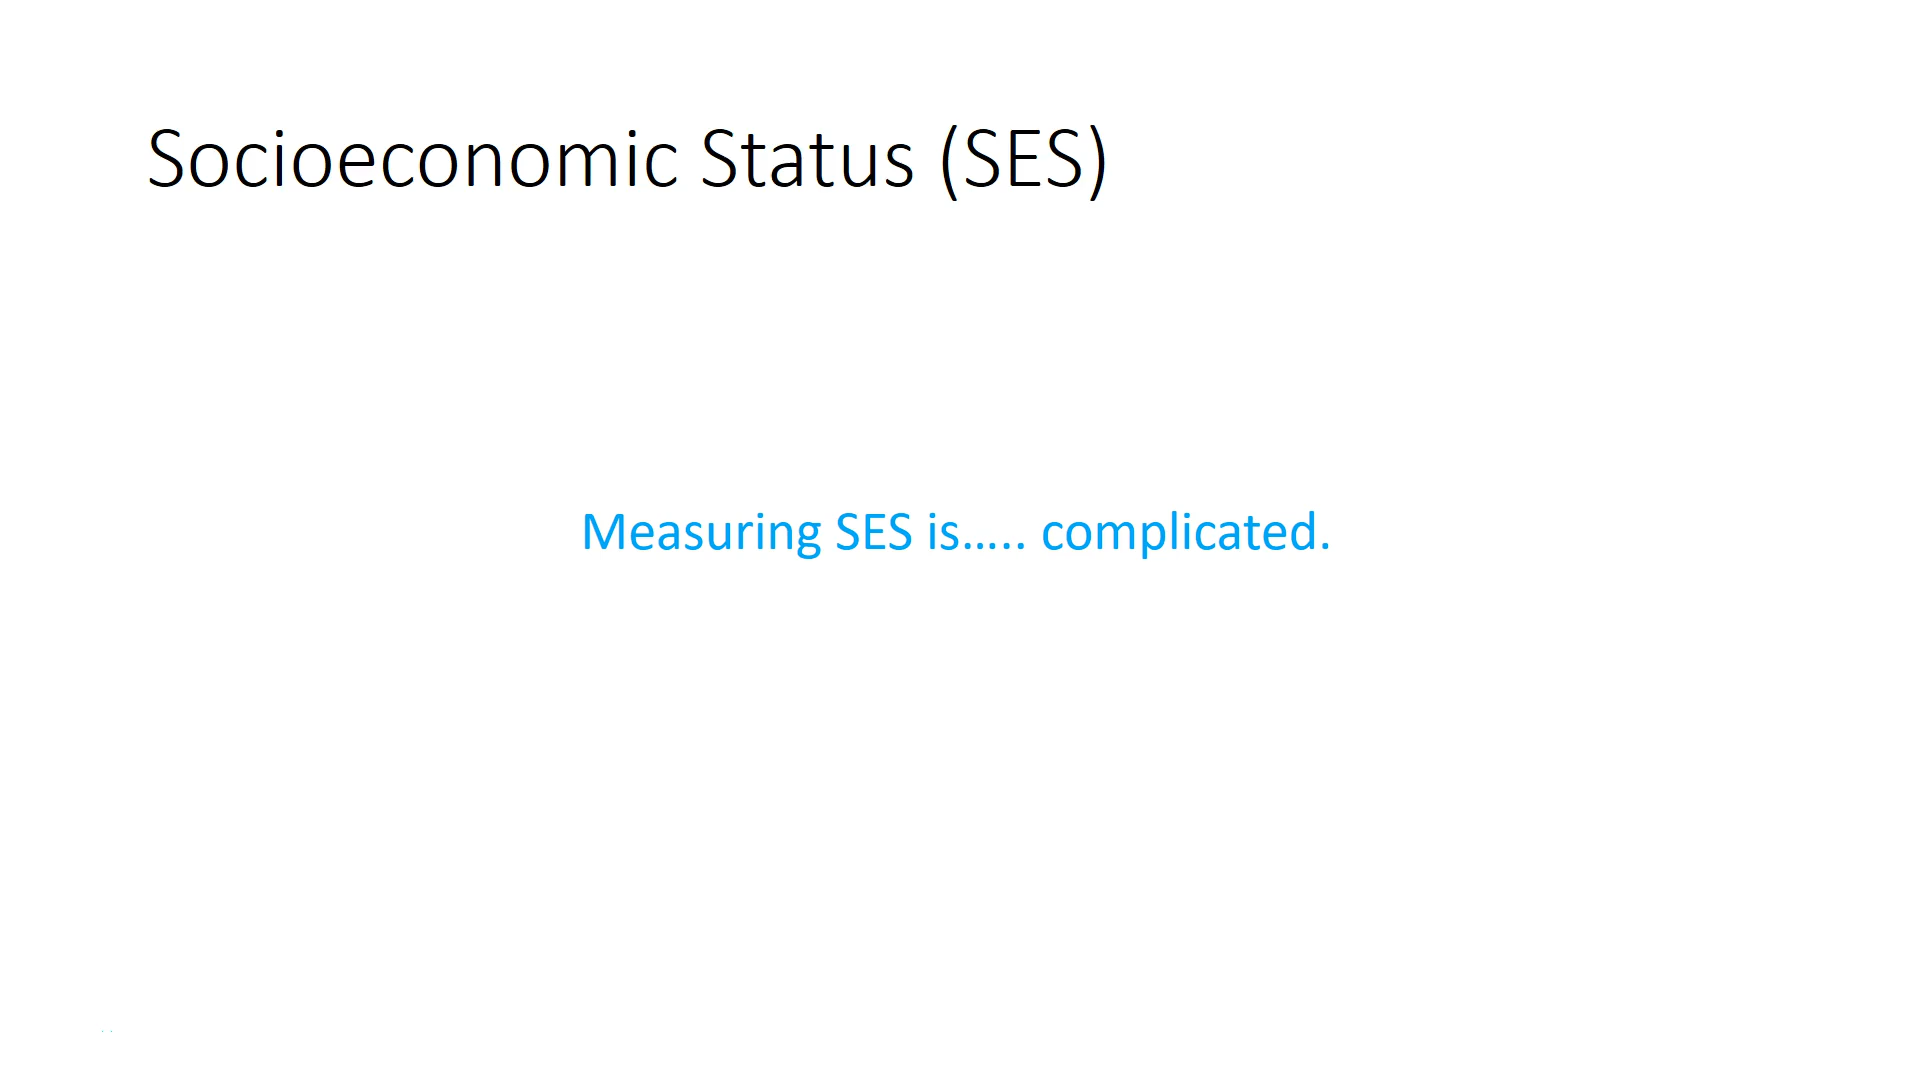 Socioeconomic Status (SES)
Measuring SES is….. complicated.